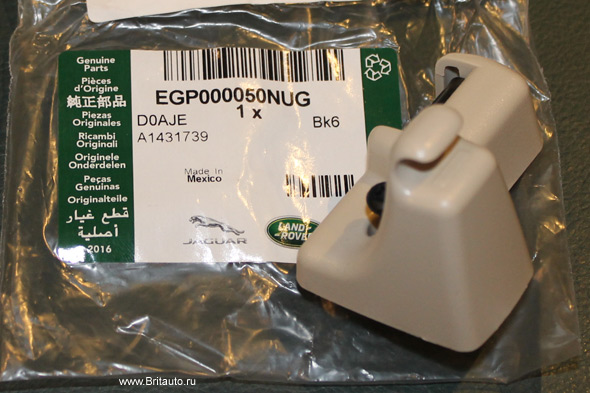 Genuine
Parts
Pièces
d'Origine
純正部品
Piezas
Originales
Ricambi
Originali
Originele
Onderdelen
Peças
Genuinas
Originalteile
قطع غيار
أصلية
2016
EGP000050NUG
1 x
D0AJE
Bk6
A1431739
Made In
Mexico
JAGUAR
LAND
ROVER
www.Britauto.ru